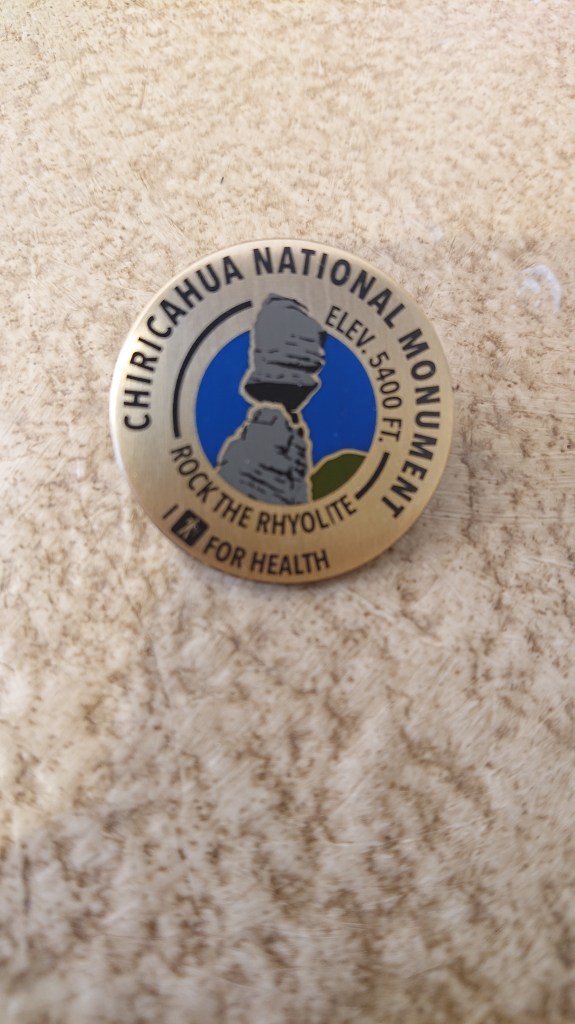 CHIRICAHUA NATIONAL MONUMENT
ELEV. 5400 FT.
ROCK THE RHYOLITE
I FOR HEALTH